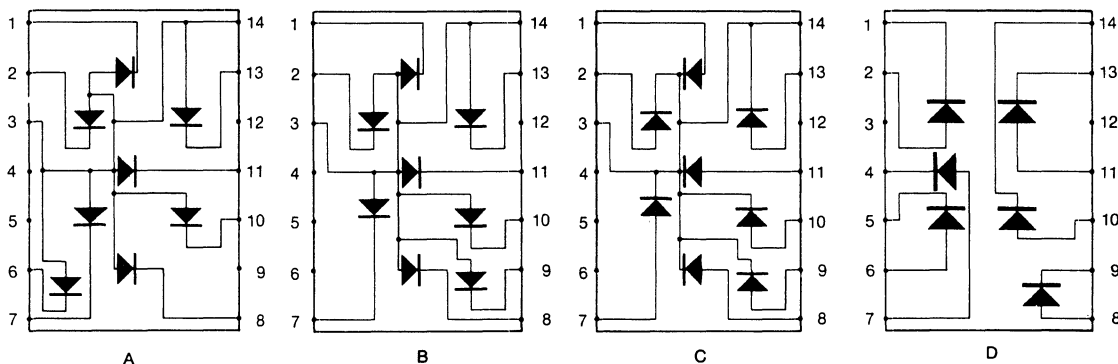 1 14 1 14 1 14 1 14
2 13 2 13 2 13 2 13
3 12 3 12 3 12 3 12
4 11 4 11 4 11 4 11
5 10 5 10 5 10 5 10
6 9 6 9 6 9 6 9
7 8 7 8 7 8 7 8
A B C D